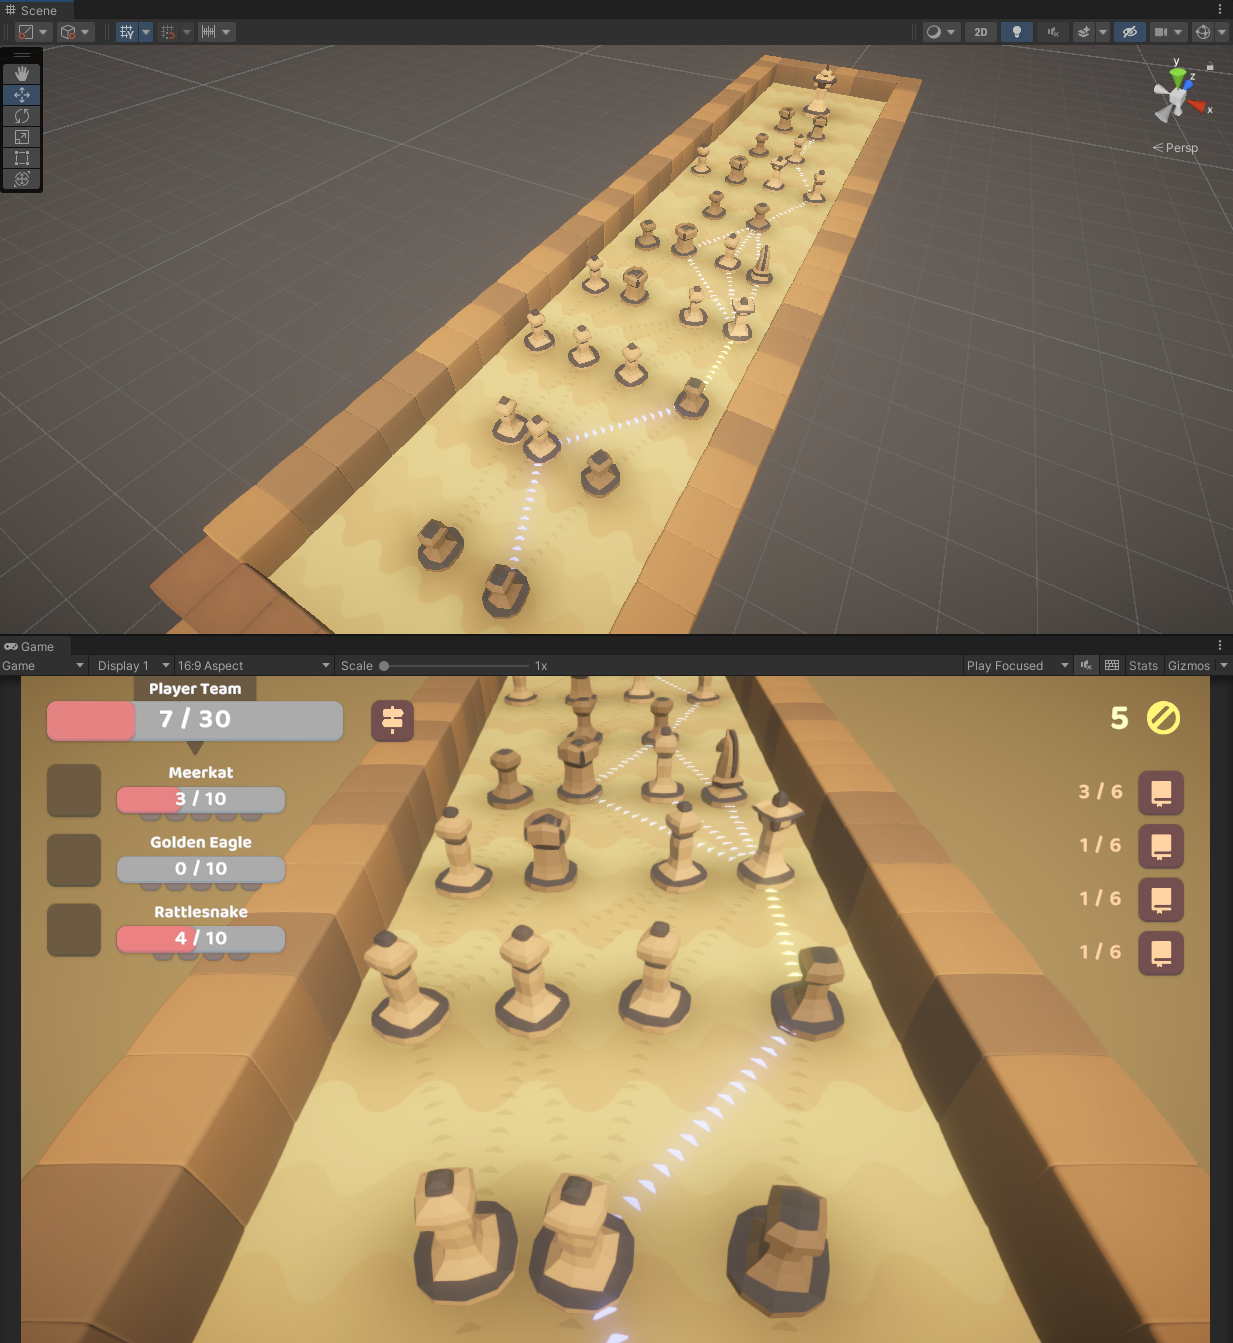 Scene
2D
y
z
x
< Persp
Game
Game
Display 1
16:9 Aspect
Scale
1x
Play Focused
Stats
Gizmos
Player Team
7 / 30
5
Meerkat
3 / 10
3 / 6
Golden Eagle
0 / 10
1 / 6
Rattlesnake
4 / 10
1 / 6
1 / 6